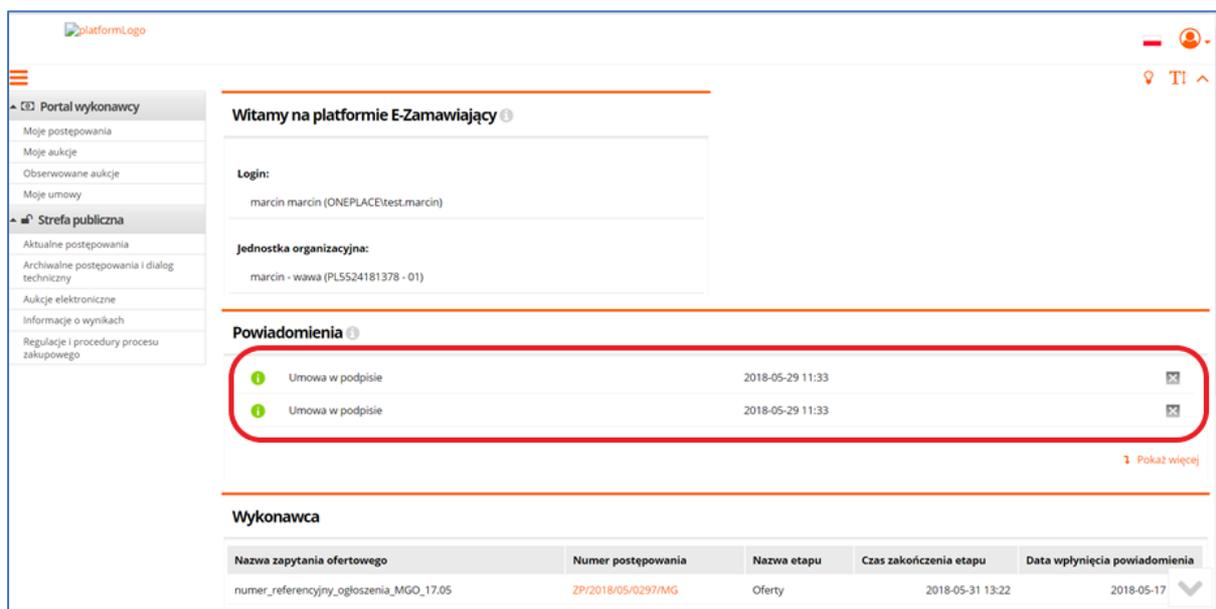 platformLogo
Portal wykonawcy
Moje postępowania
Moje aukcje
Obserwowane aukcje
Moje umowy
Strefa publiczna
Aktualne postępowania
Archiwalne postępowania i dialog
techniczny
Aukcje elektroniczne
Informacje o wynikach
Regulacje i procedury procesu
zakupowego
Witamy na platformie E-Zamawiający
Login:
marcin marcin (ONEPLACE\test.marcin)
Jednostka organizacyjna:
marcin - wawa (PL5524181378 - 01)
Powiadomienia
Umowa w podpisie 2018-05-29 11:33
Umowa w podpisie 2018-05-29 11:33
Pokaż więcej
Wykonawca
Nazwa zapytania ofertowego Numer postępowania Nazwa etapu Czas zakończenia etapu Data wpłynięcia powiadomienia
numer_referencyjny_ogłoszenia_MGO_17.05 ZP/2018/05/0297/MG Oferty 2018-05-31 13:22 2018-05-17